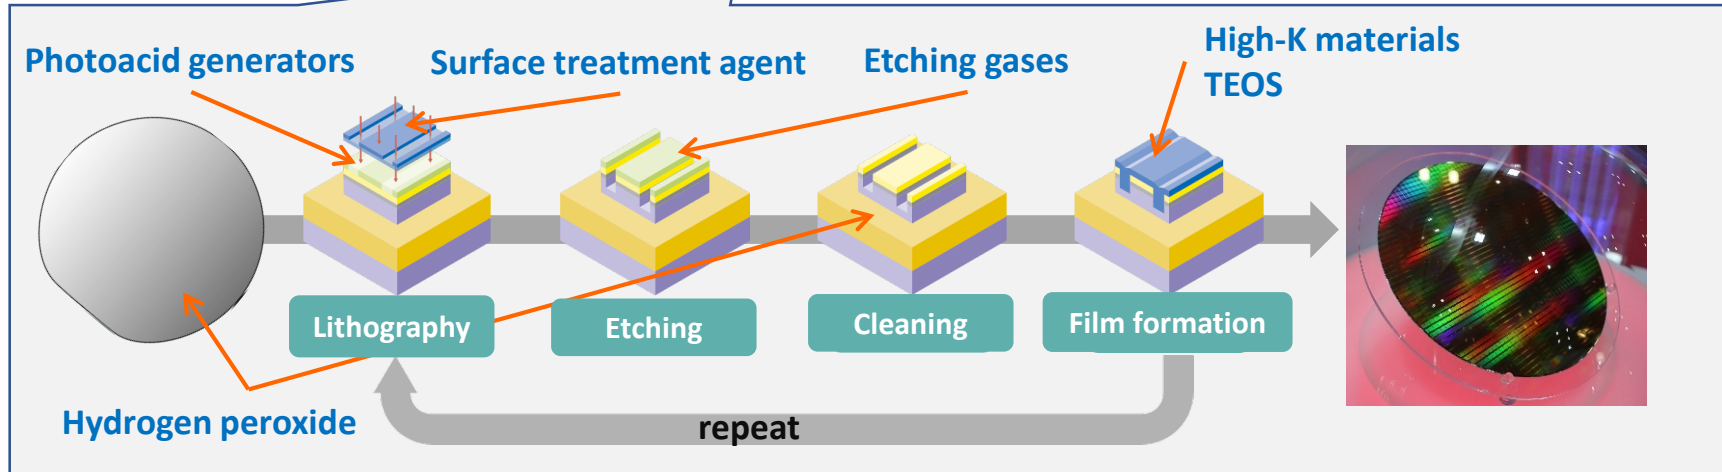 Photoacid generators
Surface treatment agent
Etching gases
High-K materials
TEOS
Lithography
Etching
Cleaning
Film formation
Hydrogen peroxide
repeat